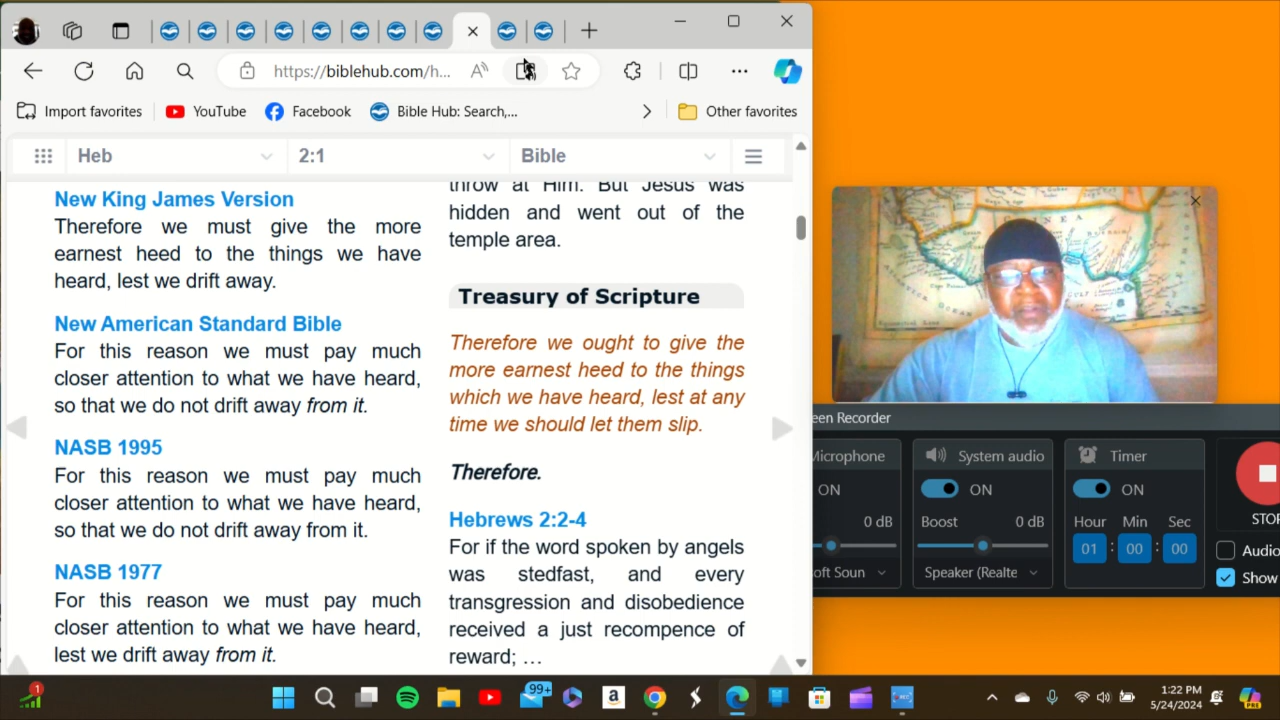 https://biblehub.com/h...
Import favorites
YouTube
Facebook
Bible Hub: Search,...
Other favorites
Heb
2:1
Bible
New King James Version
Therefore we must give the more
earnest heed to the things we have
heard, lest we drift away.
New American Standard Bible
For this reason we must pay much
closer attention to what we have heard,
so that we do not drift away from it.
NASB 1995
For this reason we must pay much
closer attention to what we have heard,
so that we do not drift away from it.
NASB 1977
For this reason we must pay much
closer attention to what we have heard,
lest we drift away from it.
throw at Him. But Jesus was
hidden and went out of the
temple area.
Treasury of Scripture
Therefore we ought to give the
more earnest heed to the things
which we have heard, lest at any
time we should let them slip.
Therefore.
Hebrews 2:2-4
For if the word spoken by angels
was stedfast, and every
transgression and disobedience
received a just recompence of
reward; …
GUINEA
een Recorder
Microphone
ON
0 dB
oft Soun
System audio
ON
Boost
0 dB
Speaker (Realte
Timer
ON
Hour
Min
Sec
01 : 00 : 00
STOP
Audio
Show
1
99+
a
1:22 PM
5/24/2024
PRE